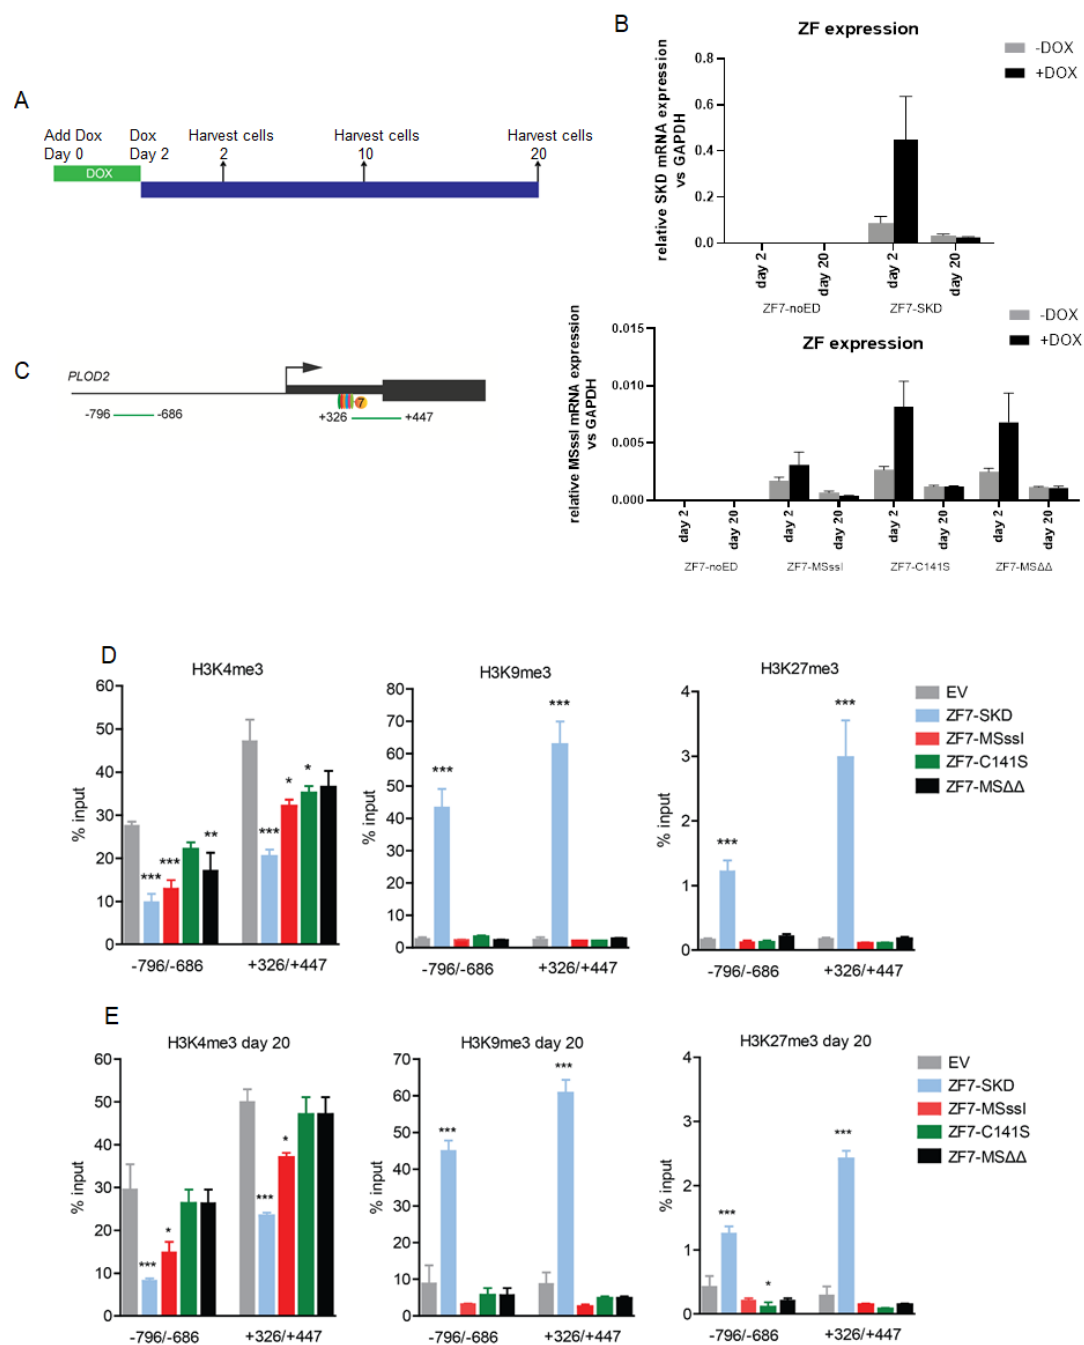 A
Add Dox
Day 0
Dox
Day 2
Harvest cells
2
Harvest cells
10
Harvest cells
20
DOX
B
ZF expression
-DOX
+DOX
relative SKD mRNA expression
vs GAPDH
0.8
0.6
0.4
0.2
0.0
day 2
day 20
day 2
day 20
ZF7-noED
ZF7-SKD
ZF expression
-DOX
+DOX
relative MSssI mRNA expression
vs GAPDH
0.015
0.010
0.005
0.000
day 2
day 20
day 2
day 20
day 2
day 20
day 2
day 20
ZF7-noED
ZF7-MSssI
ZF7-C141S
ZF7-MSΔΔ
C
PLOD2
-796
-686
+326
7
+447
D
H3K4me3
% input
60
50
40
30
20
10
0
***
***
**
***
*
*
-796/-686
+326/+447
H3K9me3
% input
80
70
60
50
40
30
20
10
0
***
***
-796/-686
+326/+447
H3K27me3
% input
4
3
2
1
0
***
***
-796/-686
+326/+447
EV
ZF7-SKD
ZF7-MSssI
ZF7-C141S
ZF7-MSΔΔ
E
H3K4me3 day 20
% input
60
50
40
30
20
10
0
***
*
***
*
-796/-686
+326/+447
H3K9me3 day 20
% input
70
60
50
40
30
20
10
0
***
***
-796/-686
+326/+447
H3K27me3 day 20
% input
4
3
2
1
0
***
*
***
-796/-686
+326/+447
EV
ZF7-SKD
ZF7-MSssI
ZF7-C141S
ZF7-MSΔΔ